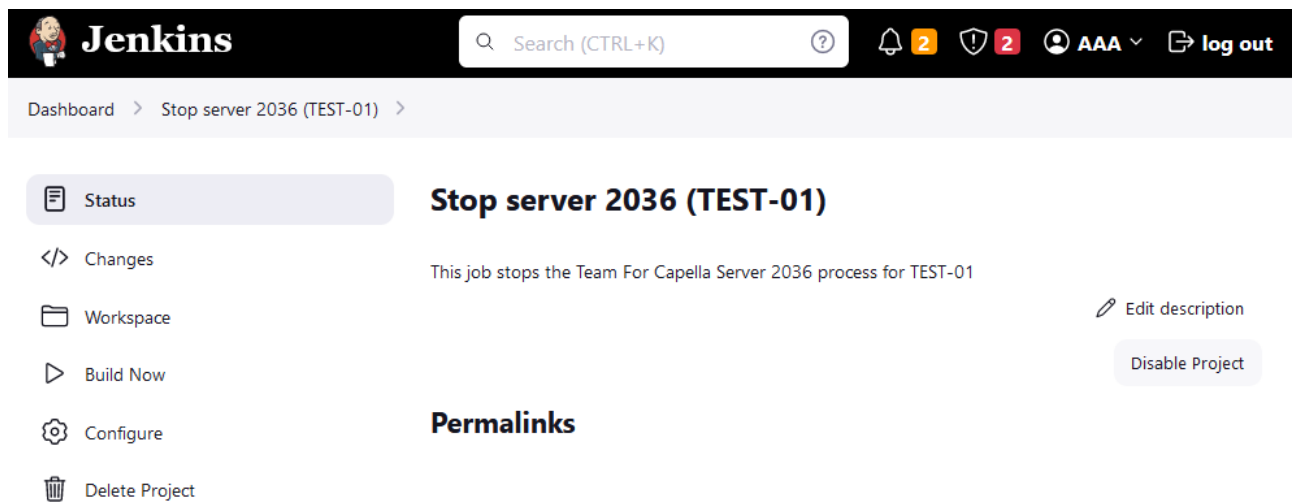 Jenkins
Search (CTRL+K)
2
2
AAA
log out
Dashboard
Stop server 2036 (TEST-01)
Status
Changes
Workspace
Build Now
Configure
Delete Project
Stop server 2036 (TEST-01)
This job stops the Team For Capella Server 2036 process for TEST-01
Edit description
Disable Project
Permalinks